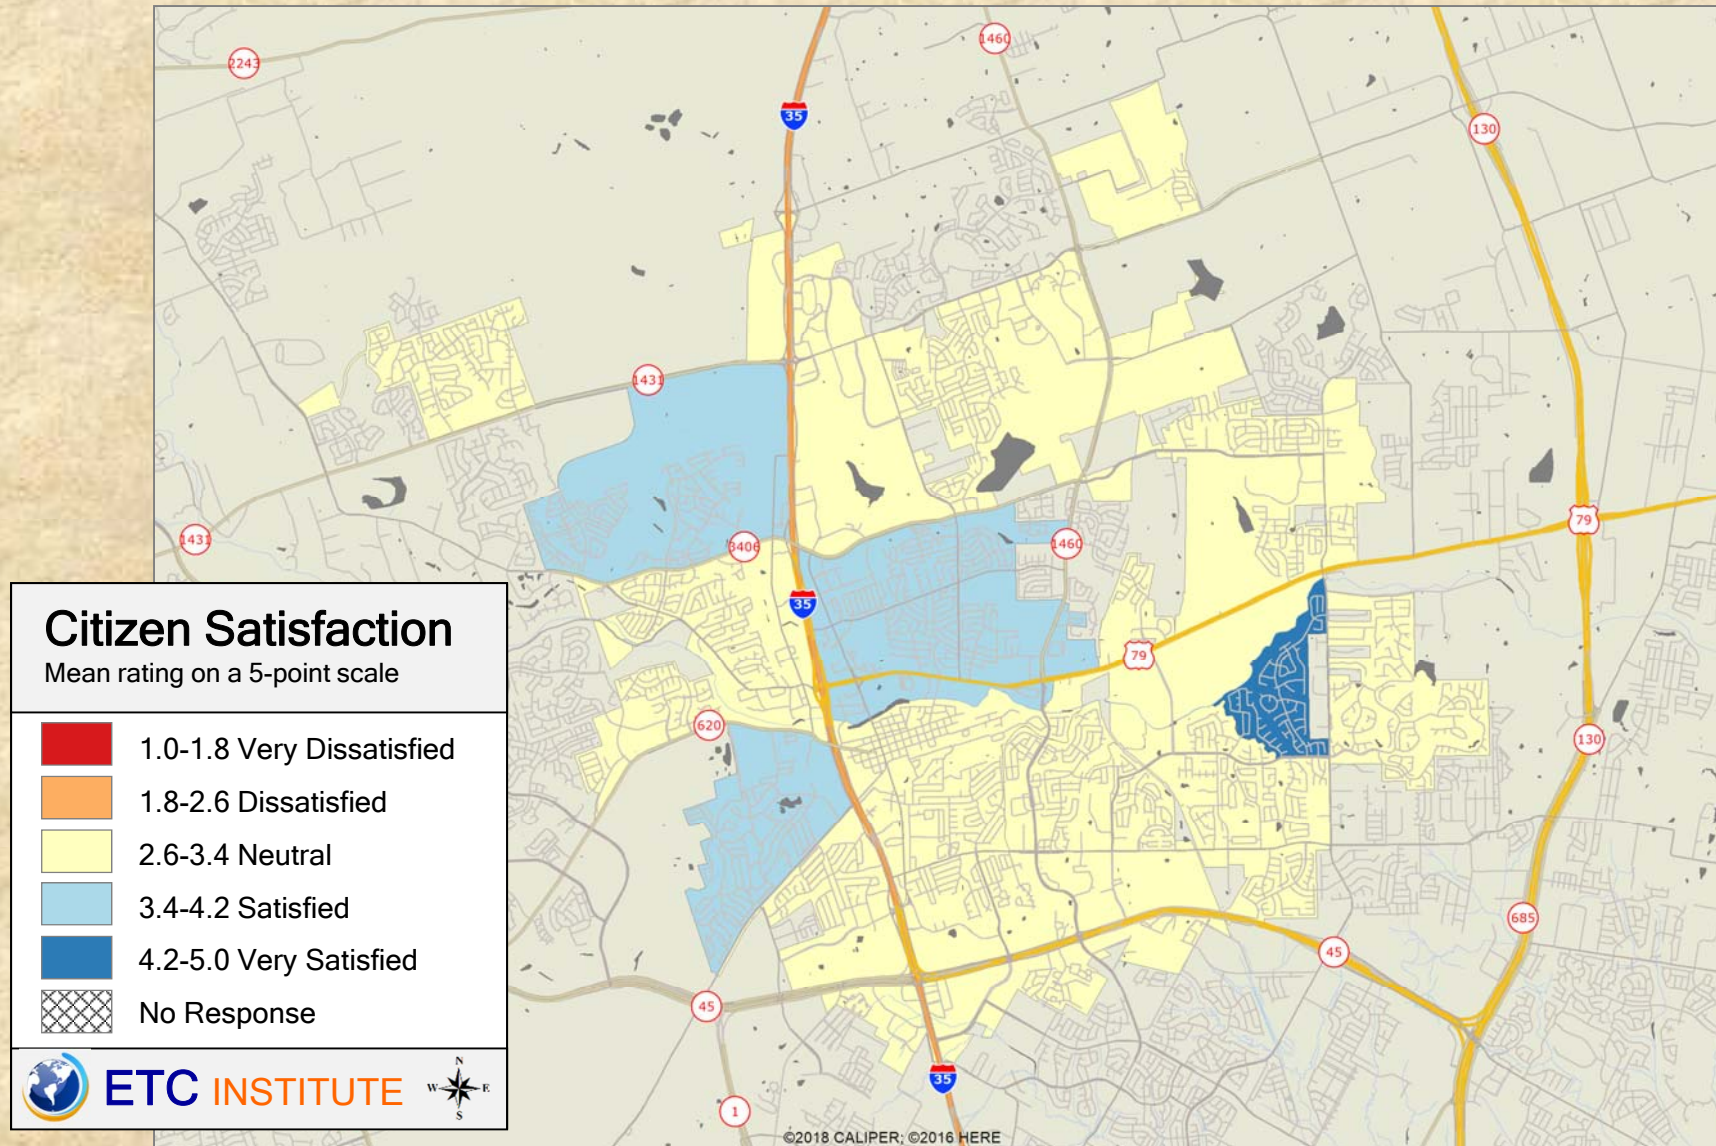 2243
1460
35
130
1431
1431
3406
1460
79
35
79
620
130
685
45
45
35
1
Citizen Satisfaction
Mean rating on a 5-point scale
1.0-1.8 Very Dissatisfied
1.8-2.6 Dissatisfied
2.6-3.4 Neutral
3.4-4.2 Satisfied
4.2-5.0 Very Satisfied
No Response
ETC INSTITUTE
N
W E
S
©2018 CALIPER; ©2016 HERE